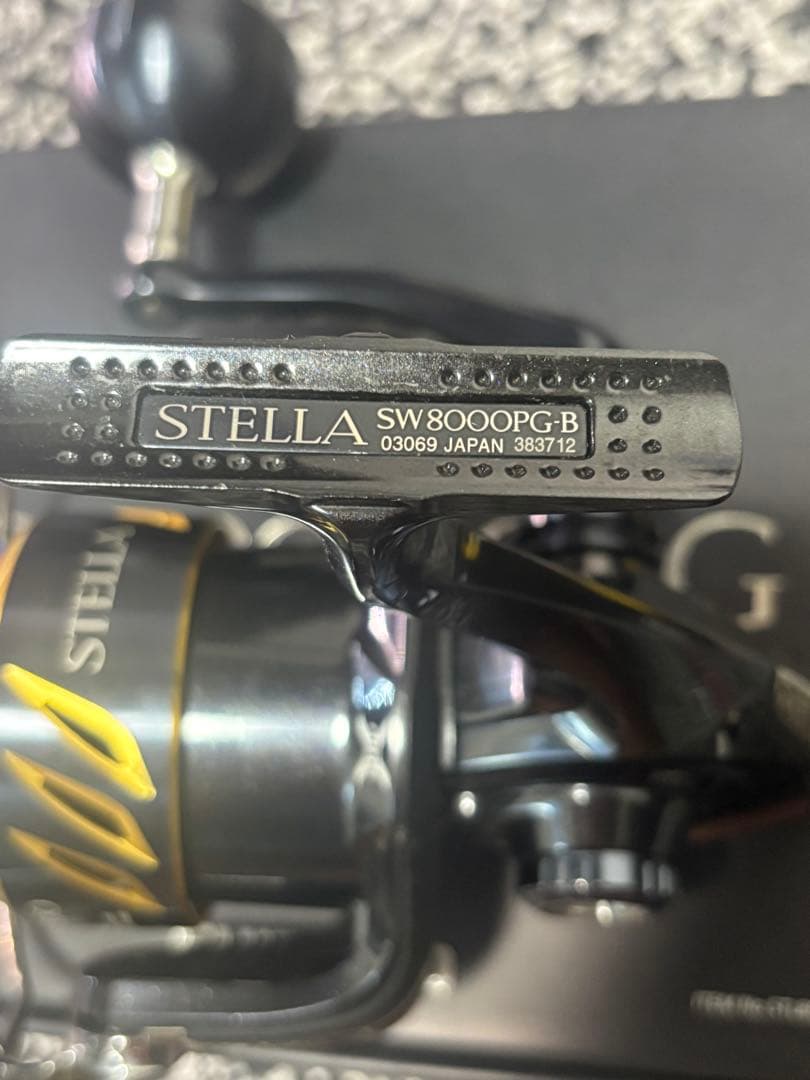 STELLA SW8000PG-B
03069 JAPAN 383712
STELLA
G